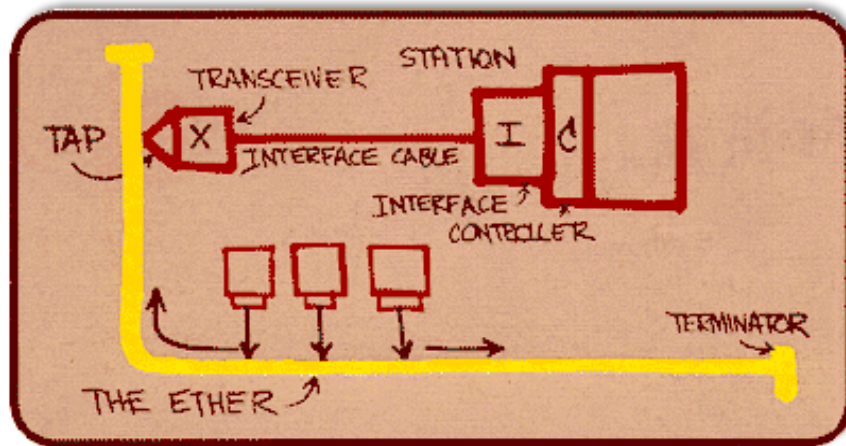 STATION
TRANSCEIVER
TAP
X
I
C
INTERFACE CABLE
INTERFACE
CONTROLLER
TERMINATOR
THE ETHER